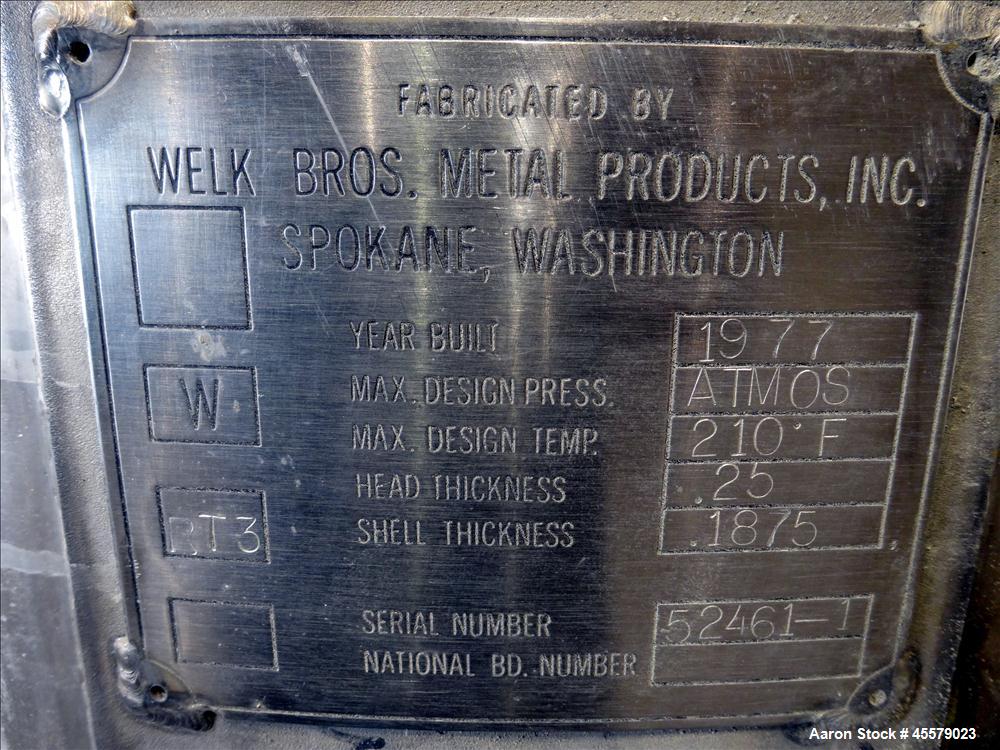 FABRICATED BY
WELK BROS. METAL PRODUCTS, INC.
SPOKANE, WASHINGTON
YEAR BUILT 1977
W MAX. DESIGN PRESS. ATMOS
MAX. DESIGN TEMP. 210°F
HEAD THICKNESS .25
RT3 SHELL THICKNESS .1875
SERIAL NUMBER 52461-1
NATIONAL BD. NUMBER
Aaron Stock # 45579023